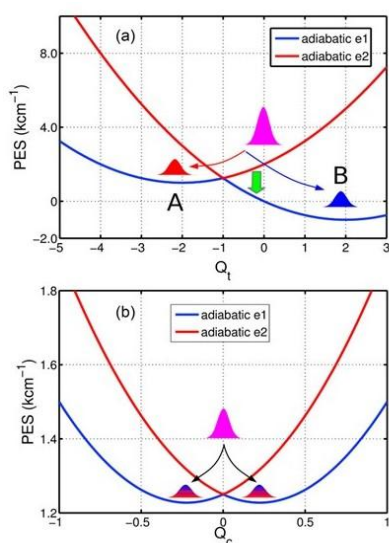 (a)
adiabatic e1
adiabatic e2
PES (kcm⁻¹)
8.0
4.0
0
-2.0
A
B
-5 -4 -3 -2 -1 0 1 2 3
Qt
(b)
adiabatic e1
adiabatic e2
PES (kcm⁻¹)
1.8
1.6
1.4
1.2
-1 -0.5 0 0.5 1
Qc